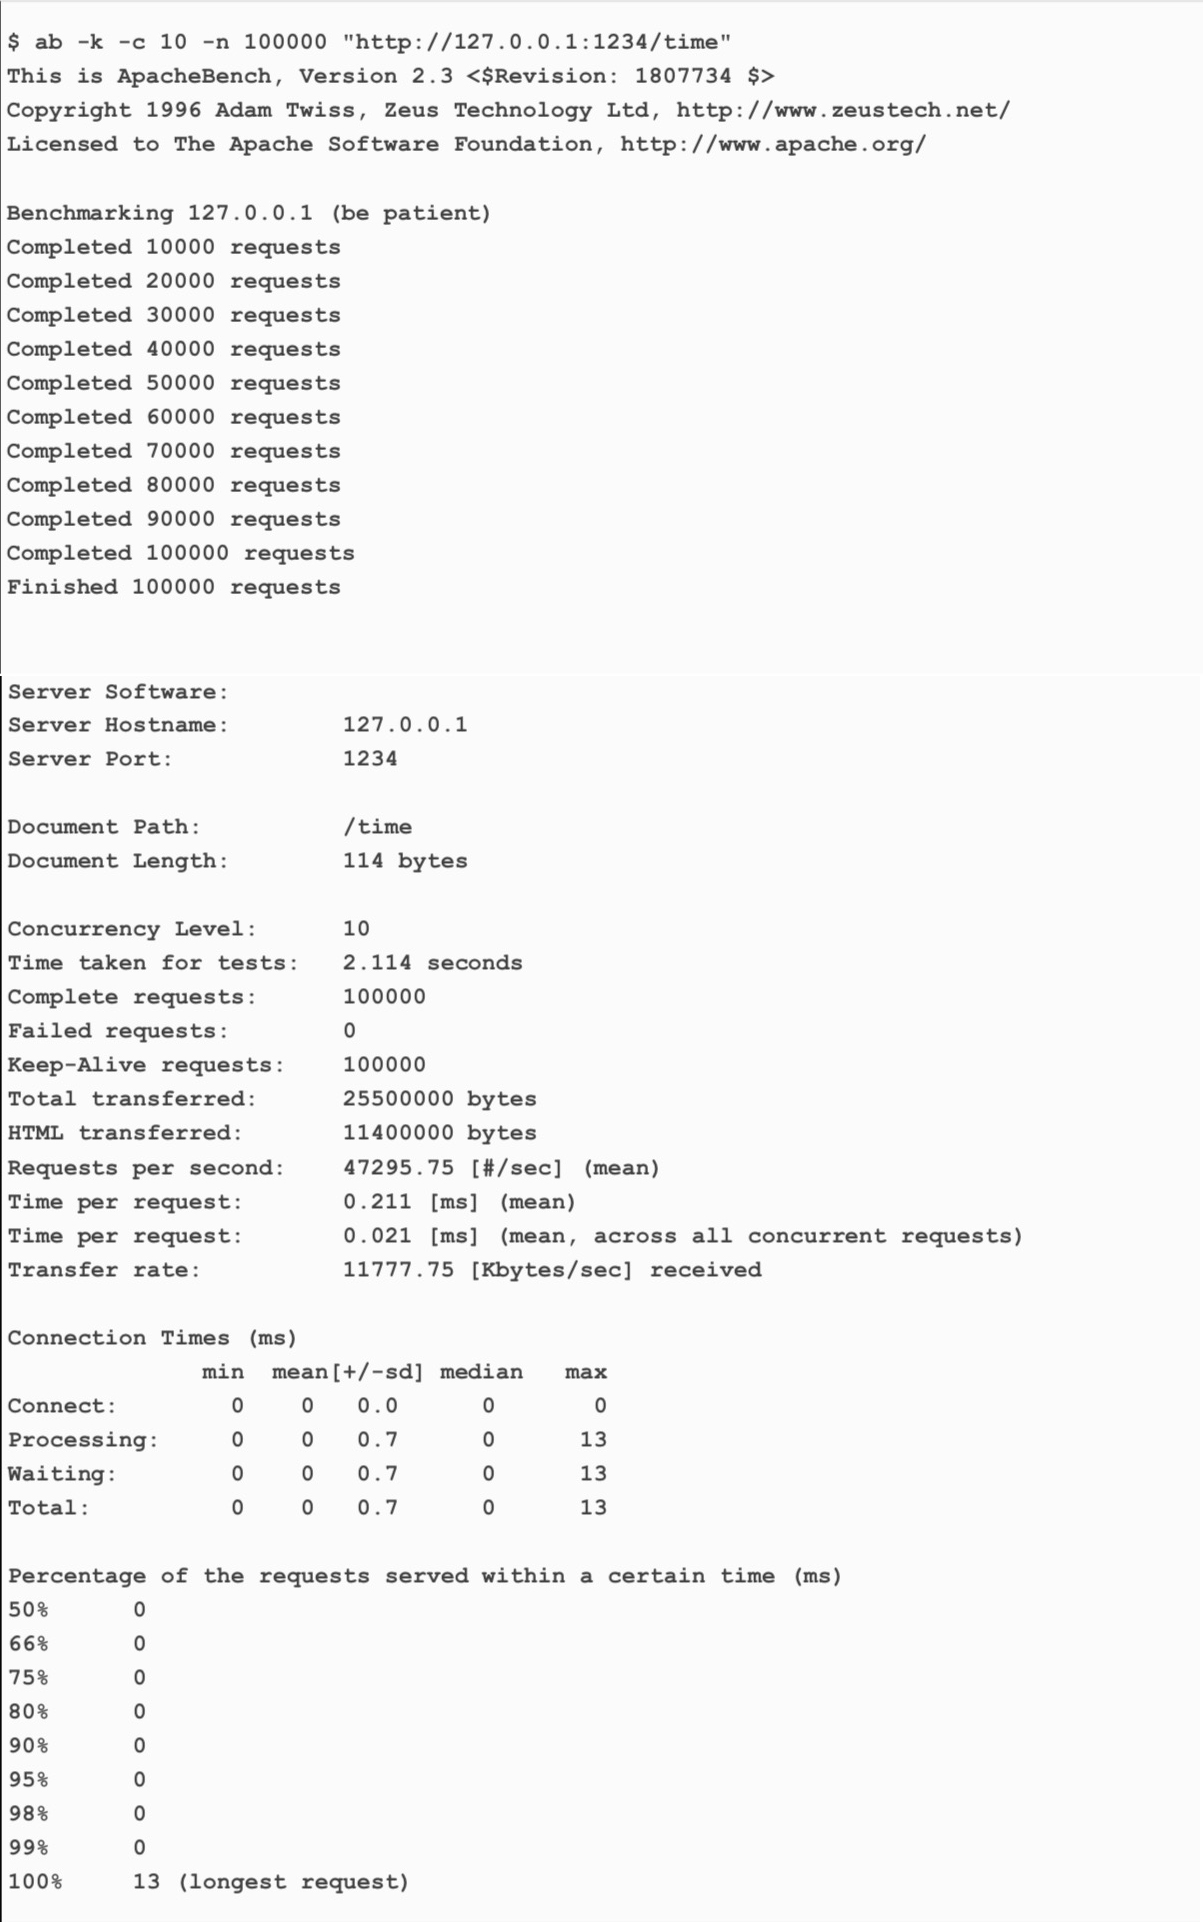 $ ab -k -c 10 -n 100000 "http://127.0.0.1:1234/time"
This is ApacheBench, Version 2.3 <$Revision: 1807734 $>
Copyright 1996 Adam Twiss, Zeus Technology Ltd, http://www.zeustech.net/
Licensed to The Apache Software Foundation, http://www.apache.org/
Benchmarking 127.0.0.1 (be patient)
Completed 10000 requests
Completed 20000 requests
Completed 30000 requests
Completed 40000 requests
Completed 50000 requests
Completed 60000 requests
Completed 70000 requests
Completed 80000 requests
Completed 90000 requests
Completed 100000 requests
Finished 100000 requests
Server Software:
Server Hostname:        127.0.0.1
Server Port:            1234
Document Path:          /time
Document Length:        114 bytes
Concurrency Level:      10
Time taken for tests:   2.114 seconds
Complete requests:      100000
Failed requests:        0
Keep-Alive requests:    100000
Total transferred:      25500000 bytes
HTML transferred:       11400000 bytes
Requests per second:    47295.75 [#/sec] (mean)
Time per request:       0.211 [ms] (mean)
Time per request:       0.021 [ms] (mean, across all concurrent requests)
Transfer rate:          11777.75 [Kbytes/sec] received
Connection Times (ms)
              min  mean[+/-sd] median   max
Connect:        0    0   0.0      0       0
Processing:     0    0   0.7      0      13
Waiting:        0    0   0.7      0      13
Total:          0    0   0.7      0      13
Percentage of the requests served within a certain time (ms)
50%      0
66%      0
75%      0
80%      0
90%      0
95%      0
98%      0
99%      0
100%     13 (longest request)